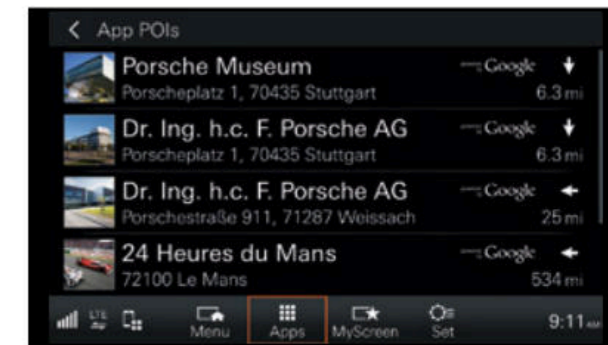 App POIs
Porsche Museum Google
Porscheplatz 1, 70435 Stuttgart 6.3 mi
Dr. Ing. h.c. F. Porsche AG Google
Porscheplatz 1, 70435 Stuttgart 6.3 mi
Dr. Ing. h.c. F. Porsche AG Google
Porschestraße 911, 71287 Weissach 25 mi
24 Heures du Mans Google
72100 Le Mans 534 mi
LTE Menu Apps MyScreen Set 9:11 AM